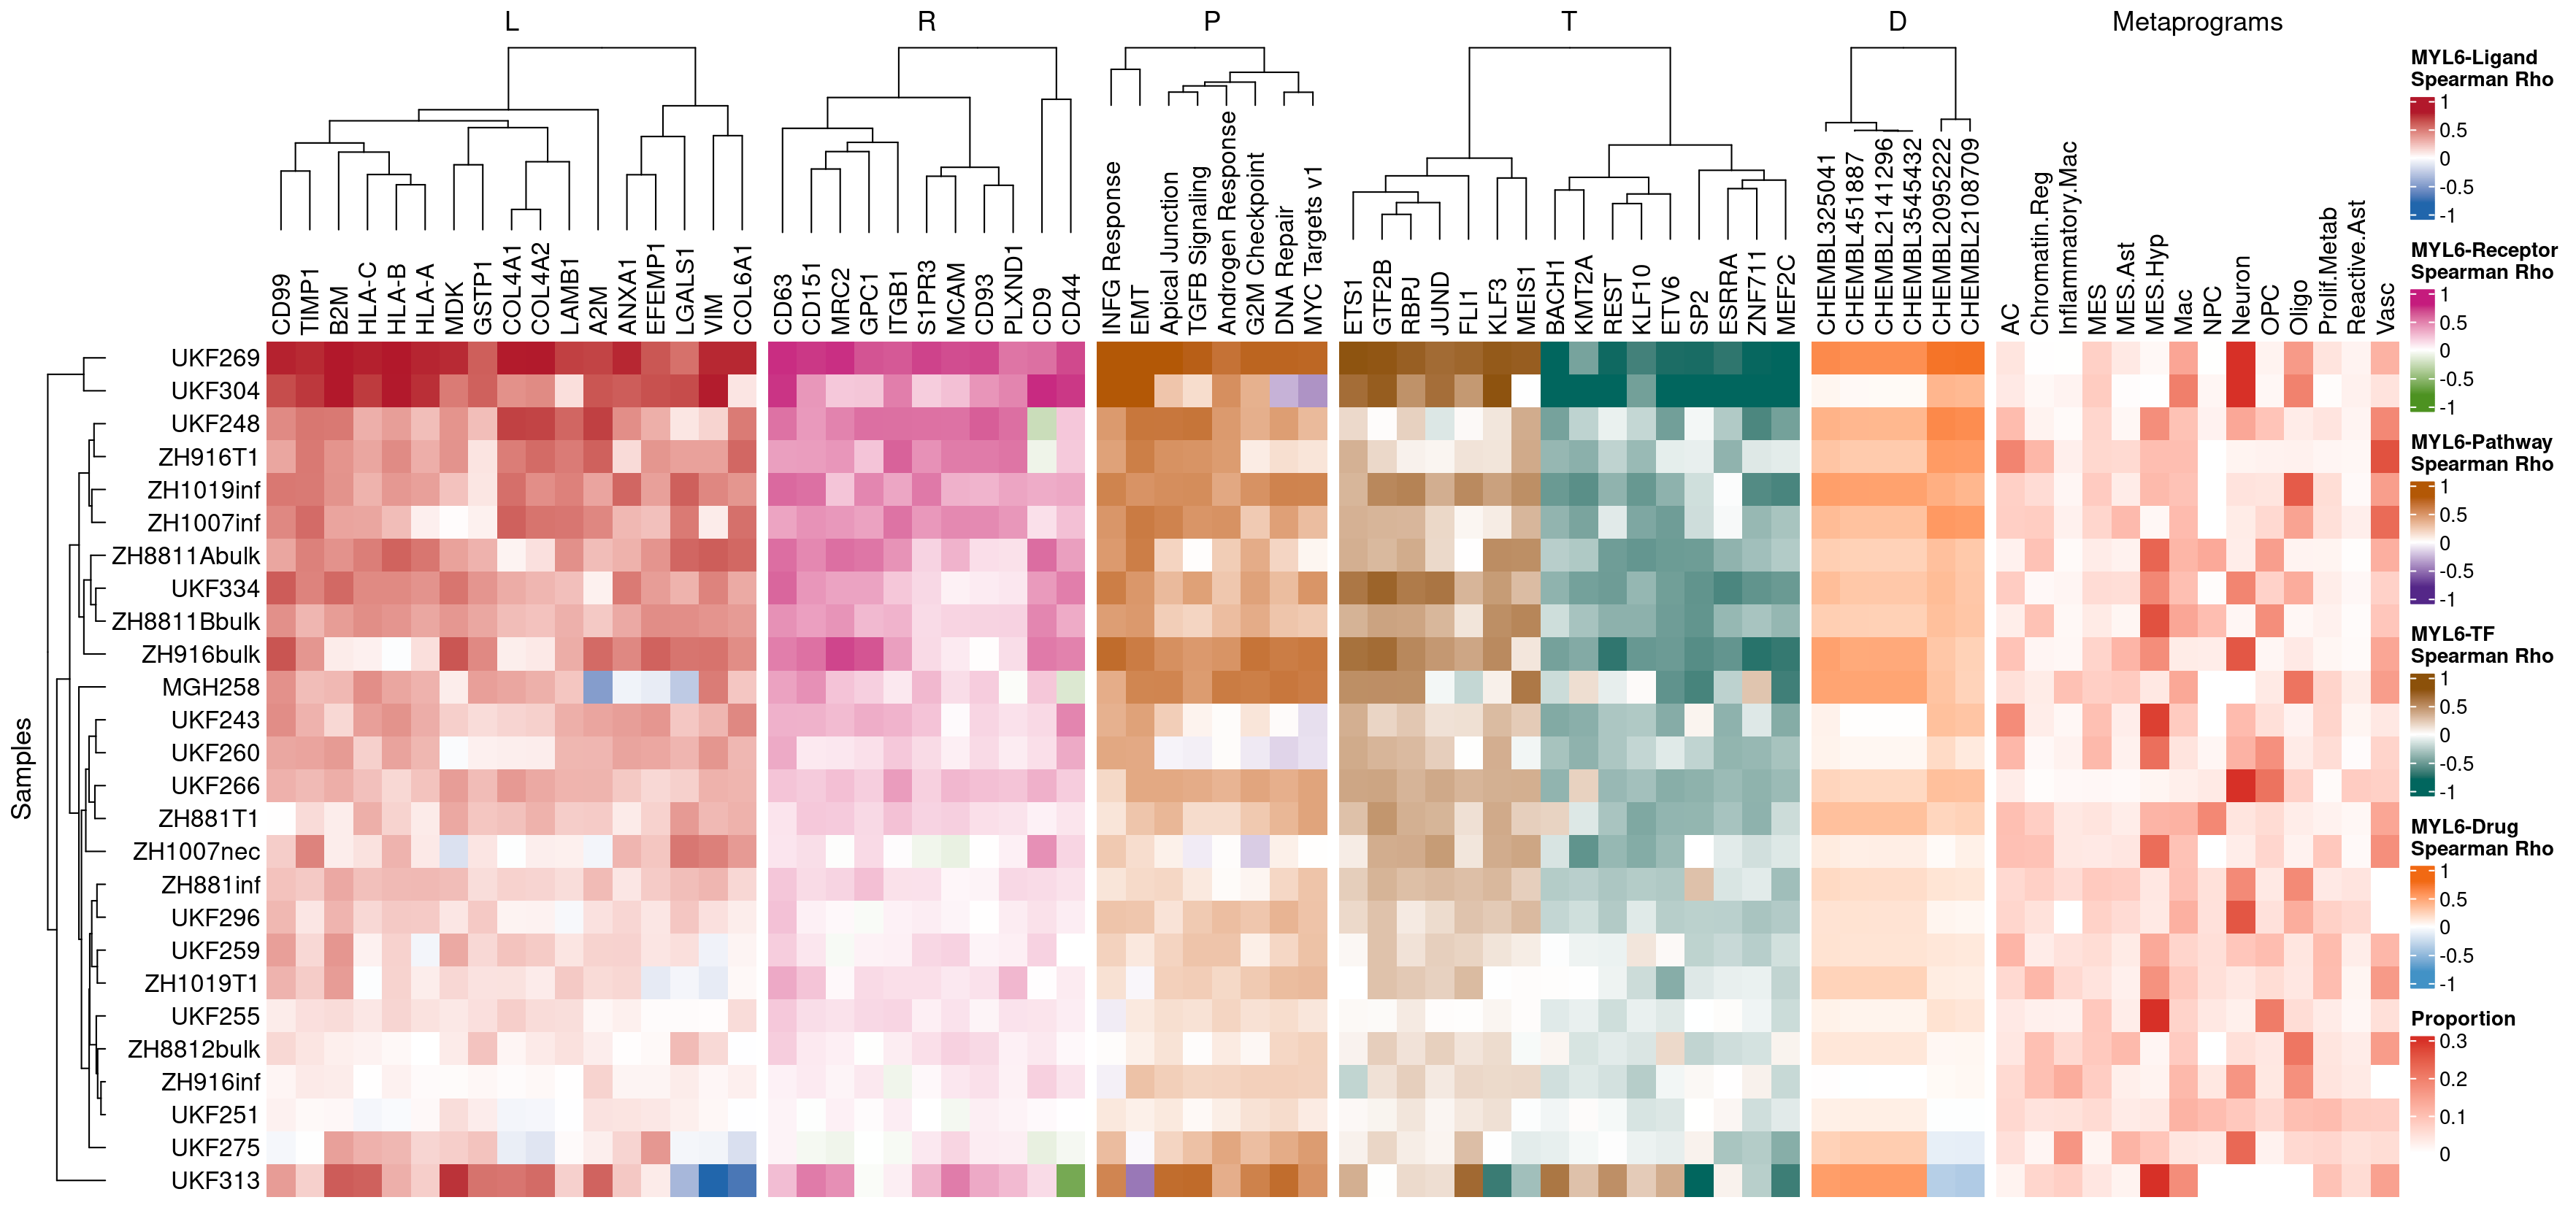 L R P T D Metaprograms
CD99 TIMP1 B2M HLA-C HLA-B HLA-A MDK GSTP1 COL4A1 COL4A2 LAMB1 A2M ANXA1 EFEMP1 LGALS1 VIM COL6A1
CD63 CD151 MRC2 GPC1 ITGB1 S1PR3 MCAM CD93 PLXND1 CD9 CD44
INFG Response EMT Apical Junction TGFB Signaling Androgen Response G2M Checkpoint DNA Repair MYC Targets v1
ETS1 GTF2B RBPJ JUND FLI1 KLF3 MEIS1 BACH1 KMT2A REST KLF10 ETV6 SP2 ESRRA ZNF711 MEF2C
CHEMBL325041 CHEMBL451887 CHEMBL2141296 CHEMBL3545432 CHEMBL2095222 CHEMBL2108709
AC Chromatin.Reg Inflammatory.Mac MES MES.Ast MES.Hyp Mac NPC Neuron OPC Oligo Prolif.Metab Reactive.Ast Vasc
Samples
UKF269
UKF304
UKF248
ZH916T1
ZH1019inf
ZH1007inf
ZH8811Abulk
UKF334
ZH8811Bbulk
ZH916bulk
MGH258
UKF243
UKF260
UKF266
ZH881T1
ZH1007nec
ZH881inf
UKF296
UKF259
ZH1019T1
UKF255
ZH8812bulk
ZH916inf
UKF251
UKF275
UKF313
MYL6-Ligand
Spearman Rho
1
0.5
0
-0.5
-1
MYL6-Receptor
Spearman Rho
1
0.5
0
-0.5
-1
MYL6-Pathway
Spearman Rho
1
0.5
0
-0.5
-1
MYL6-TF
Spearman Rho
1
0.5
0
-0.5
-1
MYL6-Drug
Spearman Rho
1
0.5
0
-0.5
-1
Proportion
0.3
0.2
0.1
0